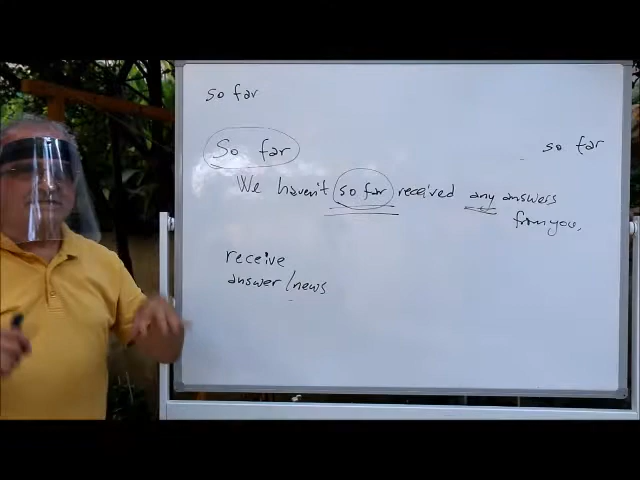 so far
So far
so far
We haven't so far received any answers
from you.
receive
answer/news